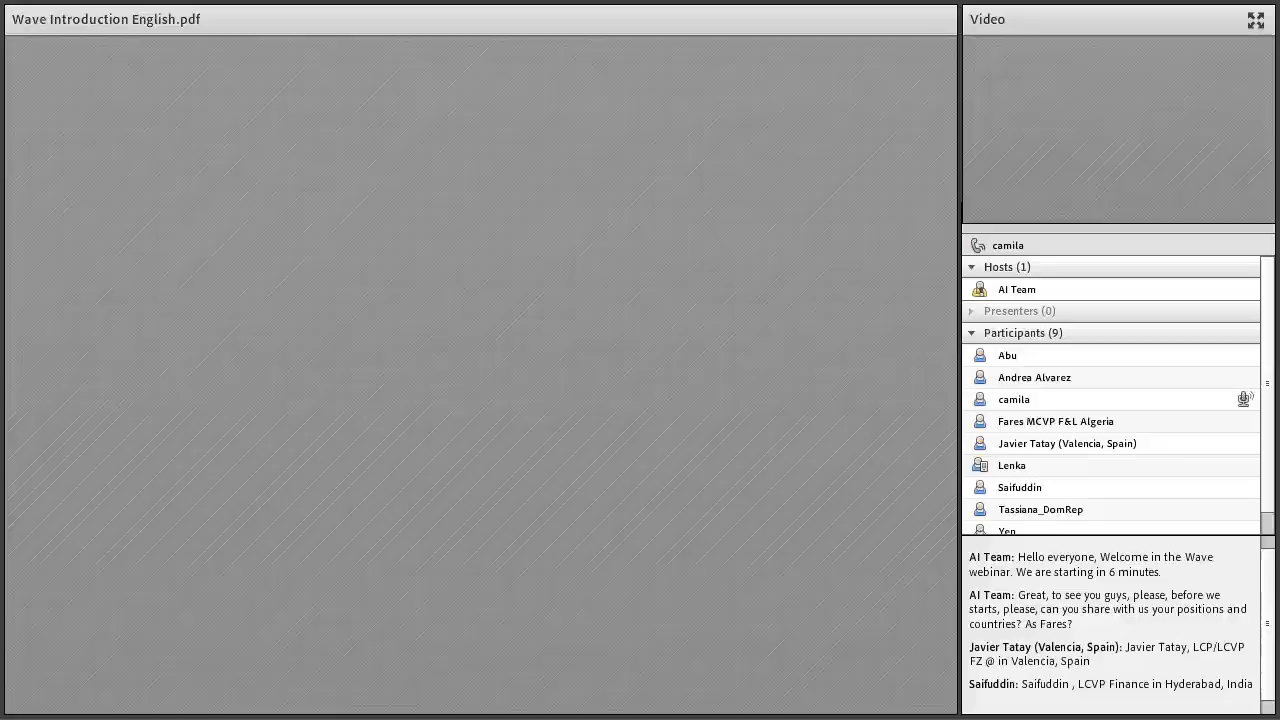 Wave Introduction English.pdf
Video
camila
Hosts (1)
AI Team
Presenters (0)
Participants (9)
Abu
Andrea Alvarez
camila
Fares MCVP F&L Algeria
Javier Tatay (Valencia, Spain)
Lenka
Saifuddin
Tassiana_DomRep
Yen
AI Team: Hello everyone, Welcome in the Wave
webinar. We are starting in 6 minutes.
AI Team: Great, to see you guys, please, before we
starts, please, can you share with us your positions and
countries? As Fares?
Javier Tatay (Valencia, Spain): Javier Tatay, LCP/LCVP
FZ @ in Valencia, Spain
Saifuddin: Saifuddin , LCVP Finance in Hyderabad, India